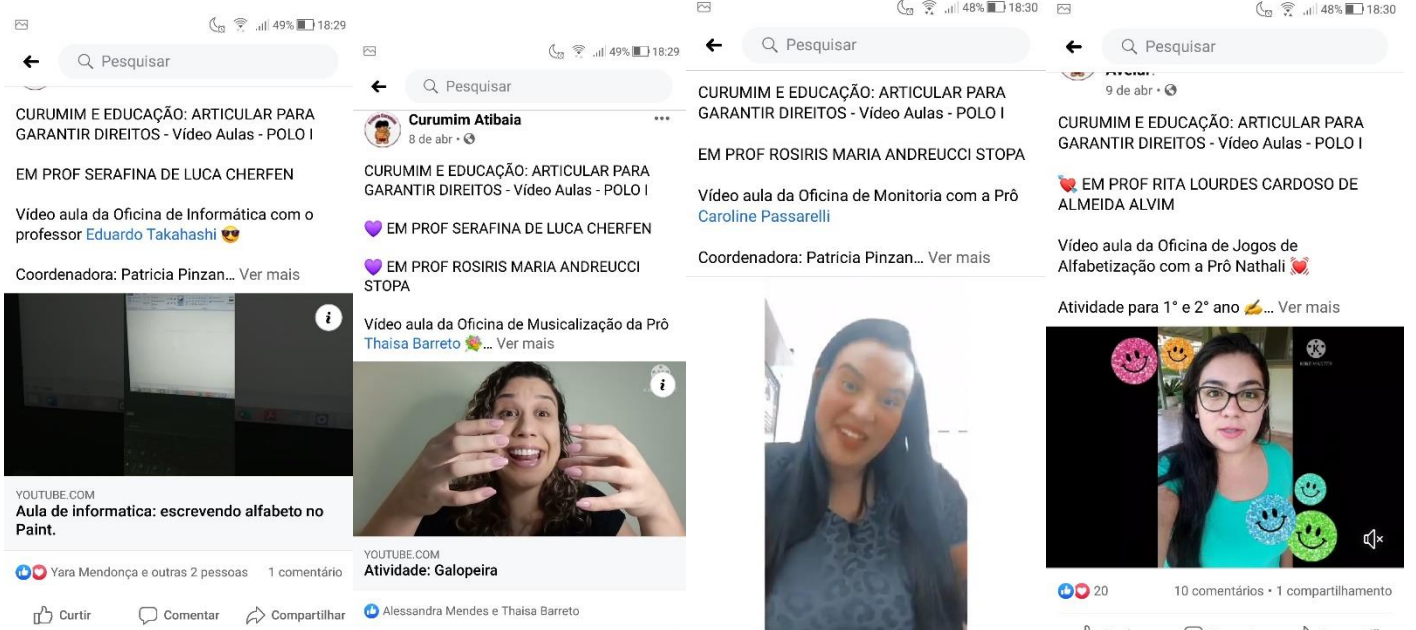 49% 18:29
Pesquisar
CURUMIM E EDUCAÇÃO: ARTICULAR PARA
GARANTIR DIREITOS - Vídeo Aulas - POLO I
EM PROF SERAFINA DE LUCA CHERFEN
Vídeo aula da Oficina de Informática com o
professor Eduardo Takahashi 😎
Coordenadora: Patricia Pinzan... Ver mais
YOUTUBE.COM
Aula de informatica: escrevendo alfabeto no
Paint.
Yara Mendonça e outras 2 pessoas 1 comentário
Curtir Comentar Compartilhar
49% 18:29
Pesquisar
Curumim Atibaia
8 de abr •
CURUMIM E EDUCAÇÃO: ARTICULAR PARA
GARANTIR DIREITOS - Vídeo Aulas - POLO I
💜 EM PROF SERAFINA DE LUCA CHERFEN
💜 EM PROF ROSIRIS MARIA ANDREUCCI
STOPA
Vídeo aula da Oficina de Musicalização da Prô
Thaisa Barreto 💐... Ver mais
YOUTUBE.COM
Atividade: Galopeira
Alessandra Mendes e Thaisa Barreto
48% 18:30
Pesquisar
CURUMIM E EDUCAÇÃO: ARTICULAR PARA
GARANTIR DIREITOS - Vídeo Aulas - POLO I
EM PROF ROSIRIS MARIA ANDREUCCI STOPA
Vídeo aula da Oficina de Monitoria com a Prô
Caroline Passarelli
Coordenadora: Patricia Pinzan... Ver mais
48% 18:30
Pesquisar
Avelar.
9 de abr •
CURUMIM E EDUCAÇÃO: ARTICULAR PARA
GARANTIR DIREITOS - Vídeo Aulas - POLO I
💘 EM PROF RITA LOURDES CARDOSO DE
ALMEIDA ALVIM
Vídeo aula da Oficina de Jogos de
Alfabetização com a Prô Nathali 💓
Atividade para 1° e 2° ano ✍... Ver mais
KINEMASTER
20 10 comentários • 1 compartilhamento